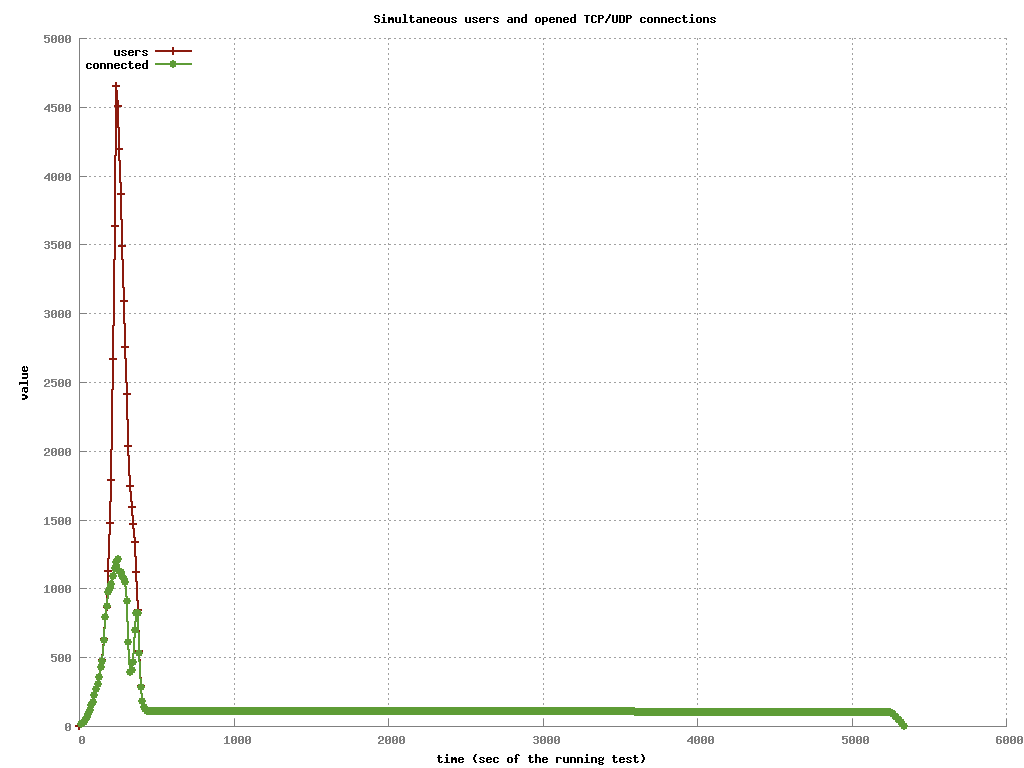 Simultaneous users and opened TCP/UDP connections
5000
users
connected
4500
4000
3500
3000
2500
value
2000
1500
1000
500
0
0 1000 2000 3000 4000 5000 6000
time (sec of the running test)